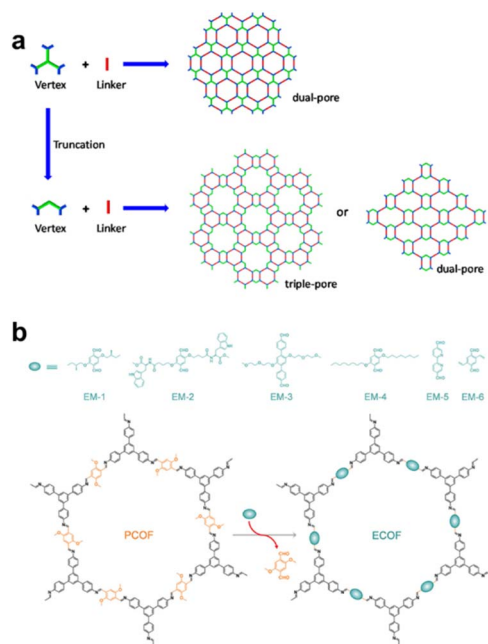 a
Vertex + Linker
dual-pore
Truncation
Vertex + Linker
triple-pore
or
dual-pore
b
EM-1 EM-2 EM-3 EM-4 EM-5 EM-6
PCOF
ECOF